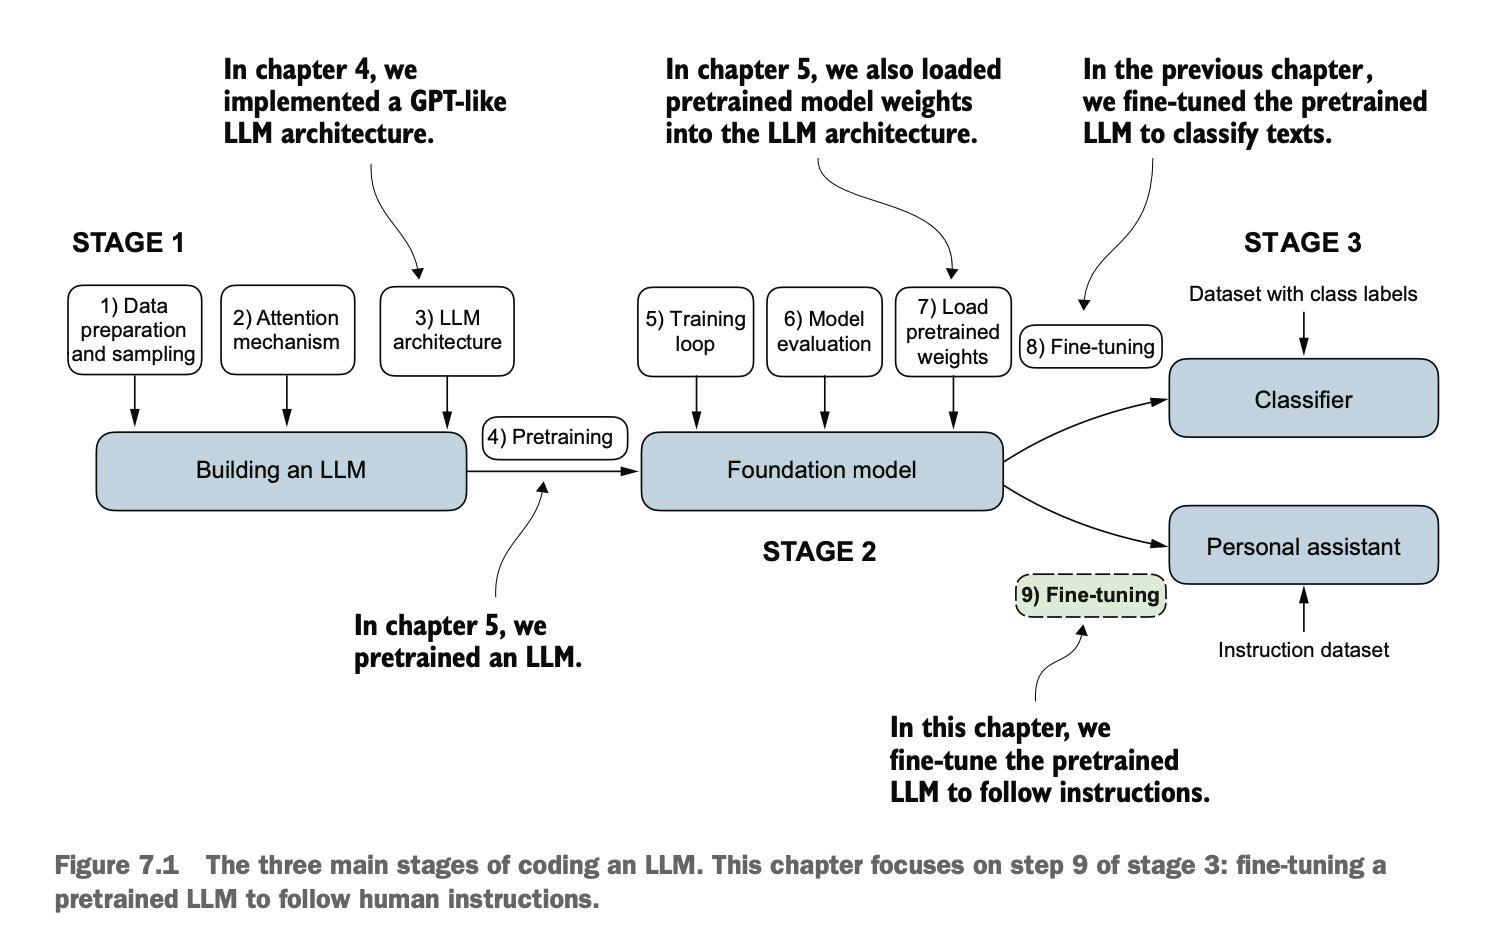 In chapter 4, we
implemented a GPT-like
LLM architecture.
In chapter 5, we also loaded
pretrained model weights
into the LLM architecture.
In the previous chapter,
we fine-tuned the pretrained
LLM to classify texts.
STAGE 1
STAGE 3
1) Data
preparation
and sampling
2) Attention
mechanism
3) LLM
architecture
5) Training
loop
6) Model
evaluation
7) Load
pretrained
weights
8) Fine-tuning
Dataset with class labels
Classifier
Building an LLM
4) Pretraining
Foundation model
STAGE 2
Personal assistant
9) Fine-tuning
Instruction dataset
In chapter 5, we
pretrained an LLM.
In this chapter, we
fine-tune the pretrained
LLM to follow instructions.
Figure 7.1 The three main stages of coding an LLM. This chapter focuses on step 9 of stage 3: fine-tuning a
pretrained LLM to follow human instructions.